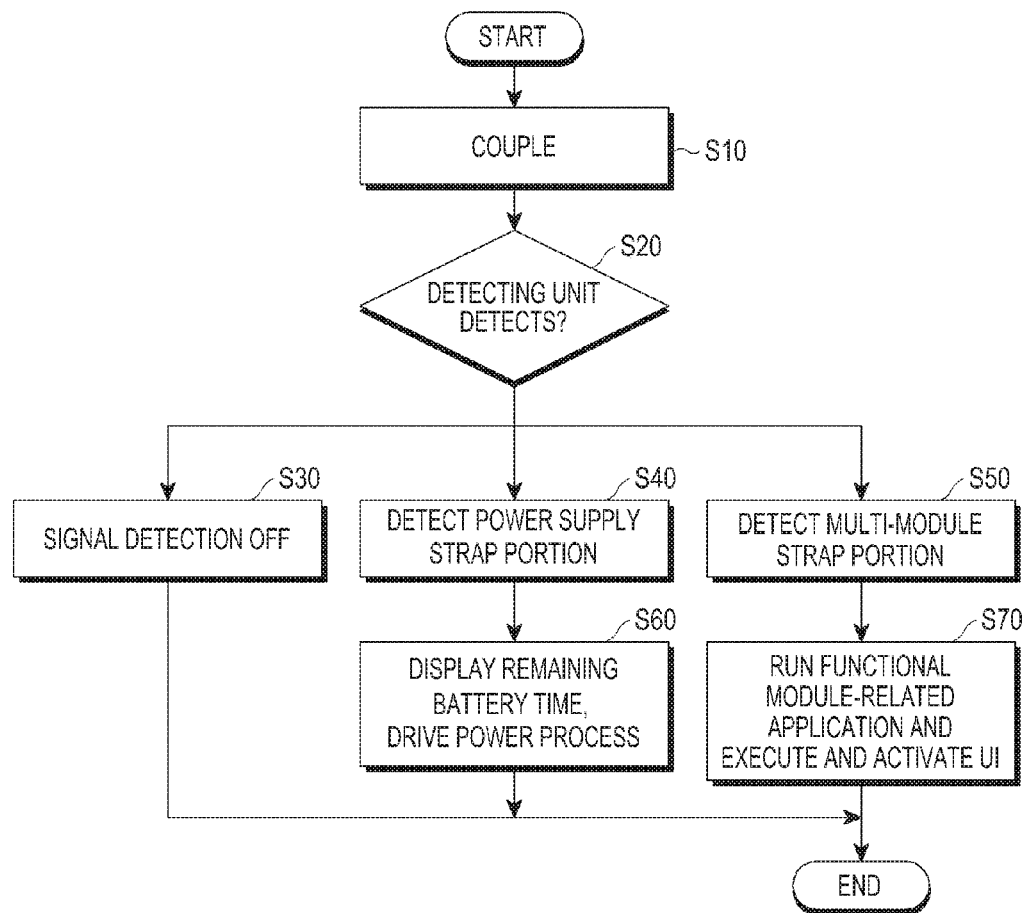 START
COUPLE
S10
S20
DETECTING UNIT
DETECTS?
S30
SIGNAL DETECTION OFF
S40
DETECT POWER SUPPLY
STRAP PORTION
S50
DETECT MULTI-MODULE
STRAP PORTION
S60
DISPLAY REMAINING
BATTERY TIME,
DRIVE POWER PROCESS
S70
RUN FUNCTIONAL
MODULE-RELATED
APPLICATION AND
EXECUTE AND ACTIVATE UI
END